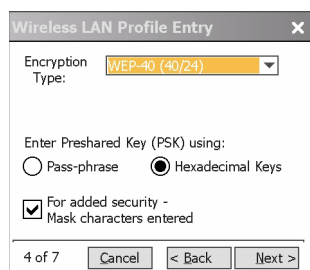 Wireless LAN Profile Entry X
Encryption Type:
WEP-40 (40/24)
Enter Preshared Key (PSK) using:
Pass-phrase Hexadecimal Keys
For added security -
Mask characters entered
4 of 7 Cancel < Back Next >